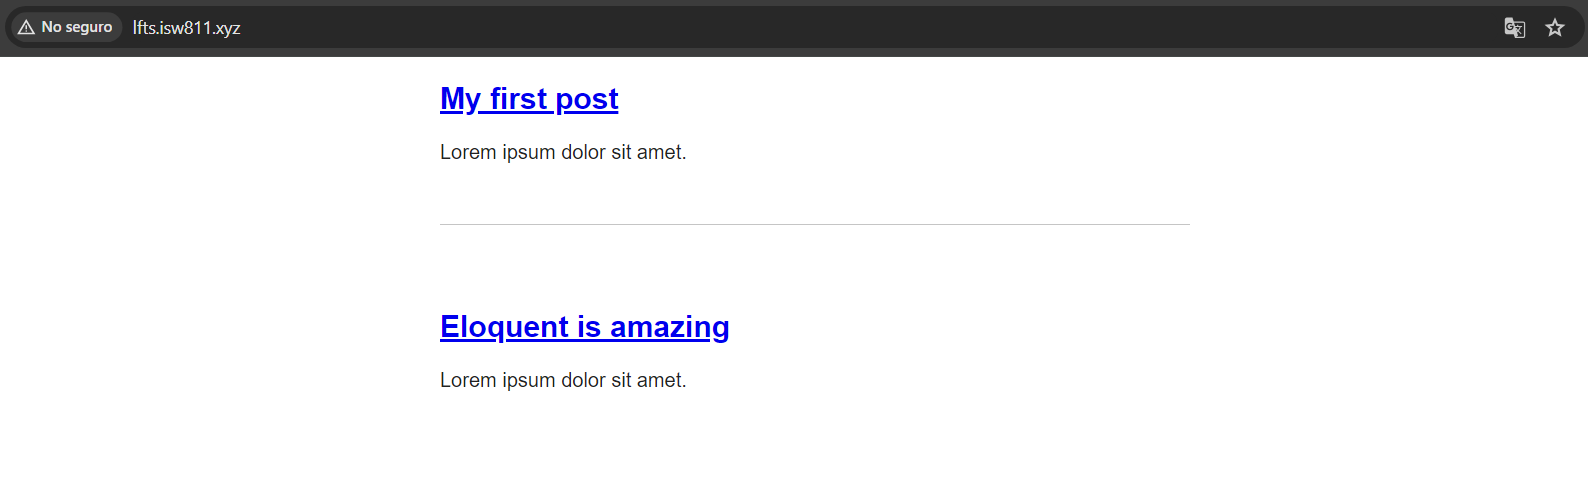 No seguro lfts.isw811.xyz
My first post
Lorem ipsum dolor sit amet.
Eloquent is amazing
Lorem ipsum dolor sit amet.